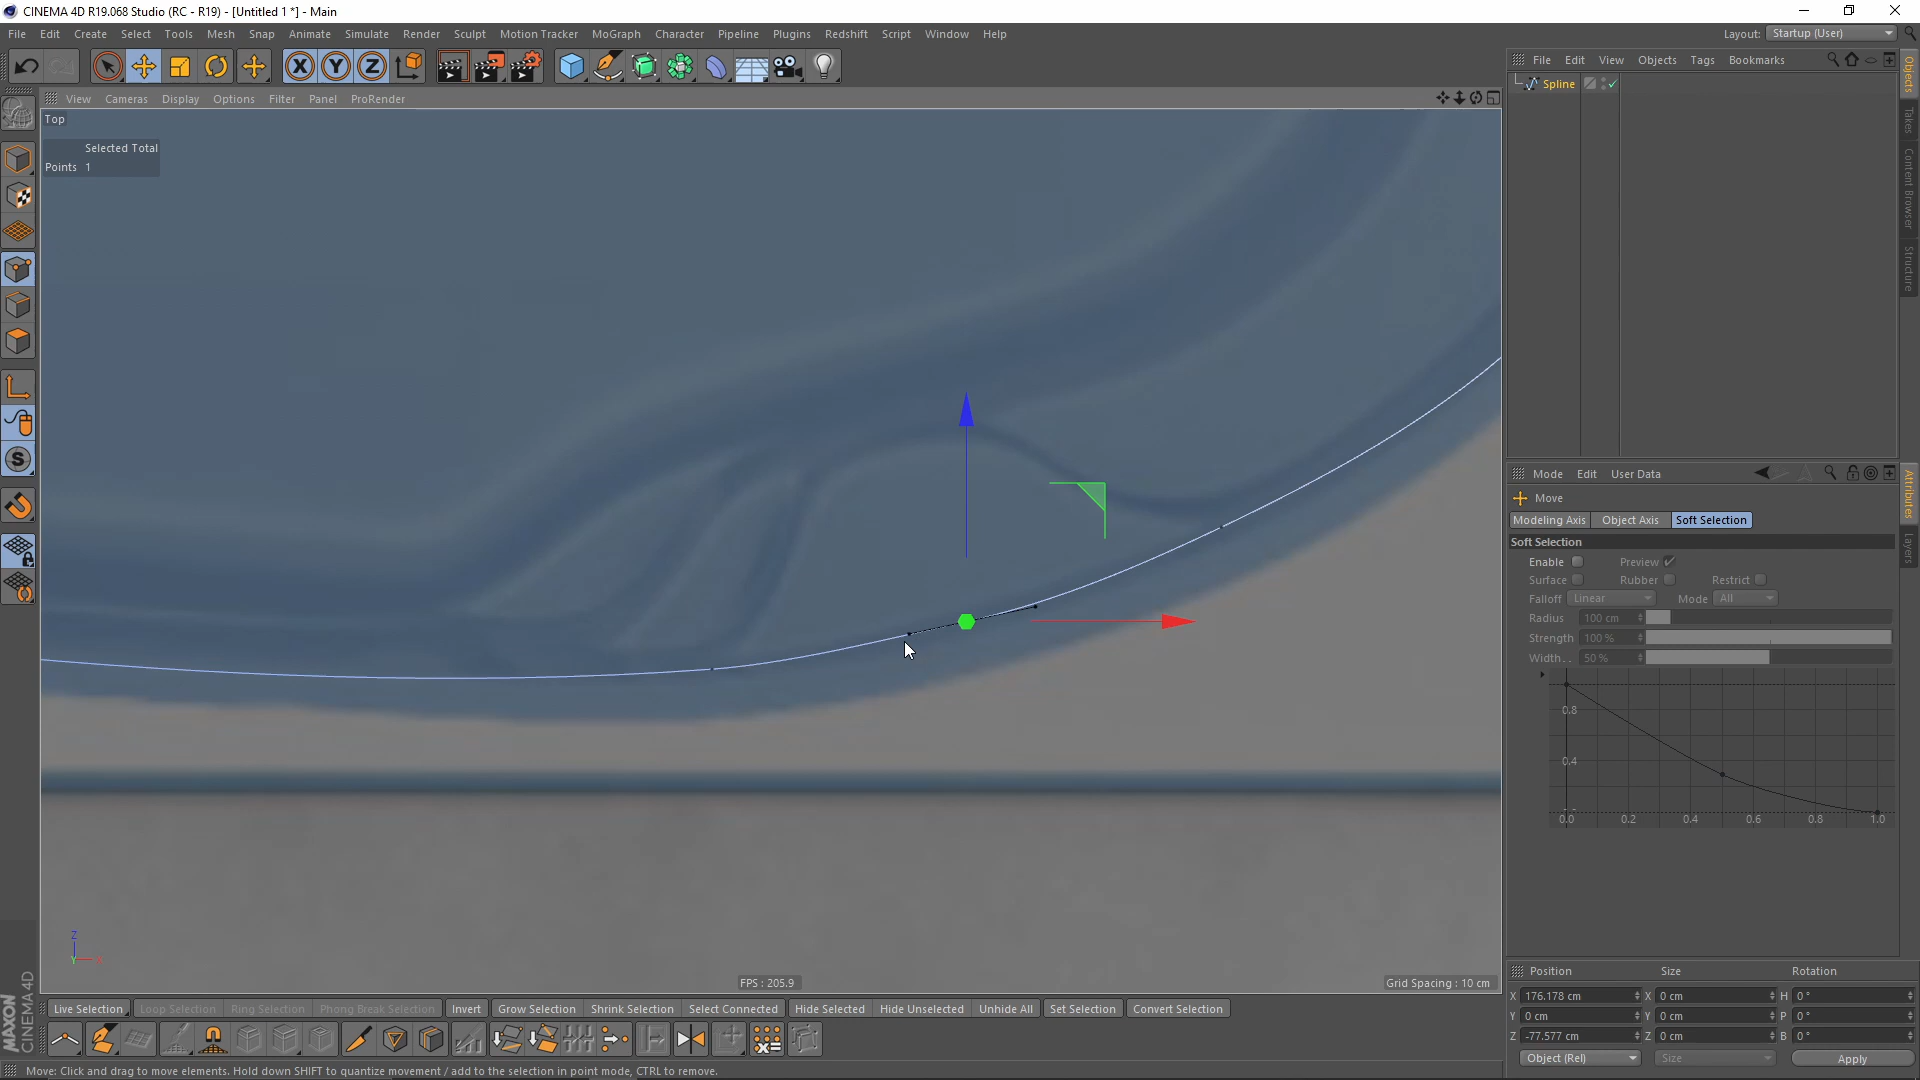 CINEMA 4D R19.068 Studio (RC - R19) - [Untitled 1 *] - Main
File Edit Create Select Tools Mesh Snap Animate Simulate Render Sculpt Motion Tracker MoGraph Character Pipeline Plugins Redshift Script Window Help
Layout: Startup (User)
X Y Z
File Edit View Objects Tags Bookmarks
View Cameras Display Options Filter Panel ProRender
Spline
Top
Selected Total
Points 1
Objects
Takes
Content Browser
Structure
Mode Edit User Data
Move
Modeling Axis Object Axis Soft Selection
Soft Selection
Enable Preview
Surface Rubber Restrict
Falloff Linear Mode All
Radius 100 cm
Strength 100 %
Width.. 50 %
0.8
0.4
0.0 0.2 0.4 0.6 0.8 1.0
Attributes
Layers
S
Z
Y X
FPS : 205.9
Grid Spacing : 10 cm
Position Size Rotation
X 176.178 cm X 0 cm H 0 °
Y 0 cm Y 0 cm P 0 °
Z -77.577 cm Z 0 cm B 0 °
Object (Rel) Size Apply
Live Selection Loop Selection Ring Selection Phong Break Selection Invert Grow Selection Shrink Selection Select Connected Hide Selected Hide Unselected Unhide All Set Selection Convert Selection
MAXON
CINEMA 4D
Move: Click and drag to move elements. Hold down SHIFT to quantize movement / add to the selection in point mode, CTRL to remove.